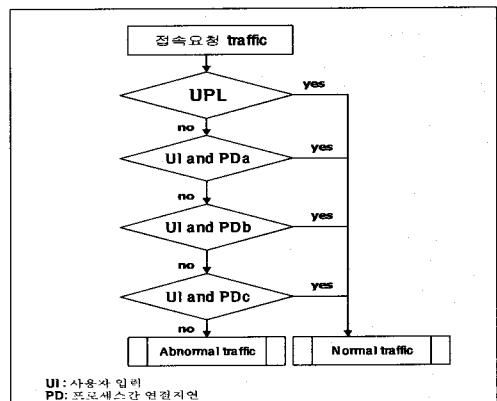 접속요청 traffic
UPL
yes
no
UI and PDa
yes
no
UI and PDb
yes
no
UI and PDc
yes
no
Abnormal traffic
Normal traffic
UI: 사용자 입력
PD: 프로세스간 연결지연